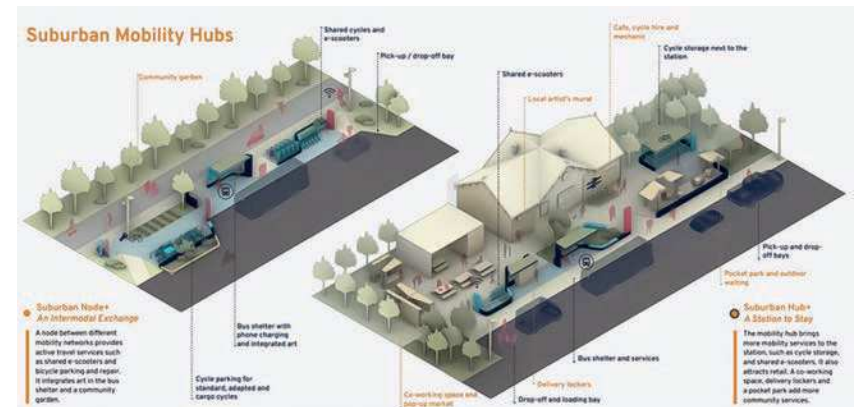 Suburban Mobility Hubs
Community garden
Shared cycles and
e-scooters
Pick-up / drop-off bay
Bus shelter with
phone charging
and integrated art
Cycle parking for
standard, adapted and
cargo cycles
Suburban Node+
An Intermodal Exchange
A node between different
mobility networks provides
active travel services such
as shared e-scooters and
bicycle parking and repair.
It integrates art in the bus
shelter and a community
garden.
Cafe, cycle hire and
mechanic
Cycle storage next to the
station
Shared e-scooters
Local artist's mural
Pick-up and drop-
off bays
Pocket park and outdoor
waiting
Bus shelter and services
Delivery lockers
Drop-off and loading bay
Co-working space and
pop-up market
Suburban Hub+
A Station to Stay
The mobility hub brings
more mobility services to the
station, such as cycle storage,
and shared e-scooters. It also
attracts retail. A co-working
space, delivery lockers and
a pocket park add more
community services.